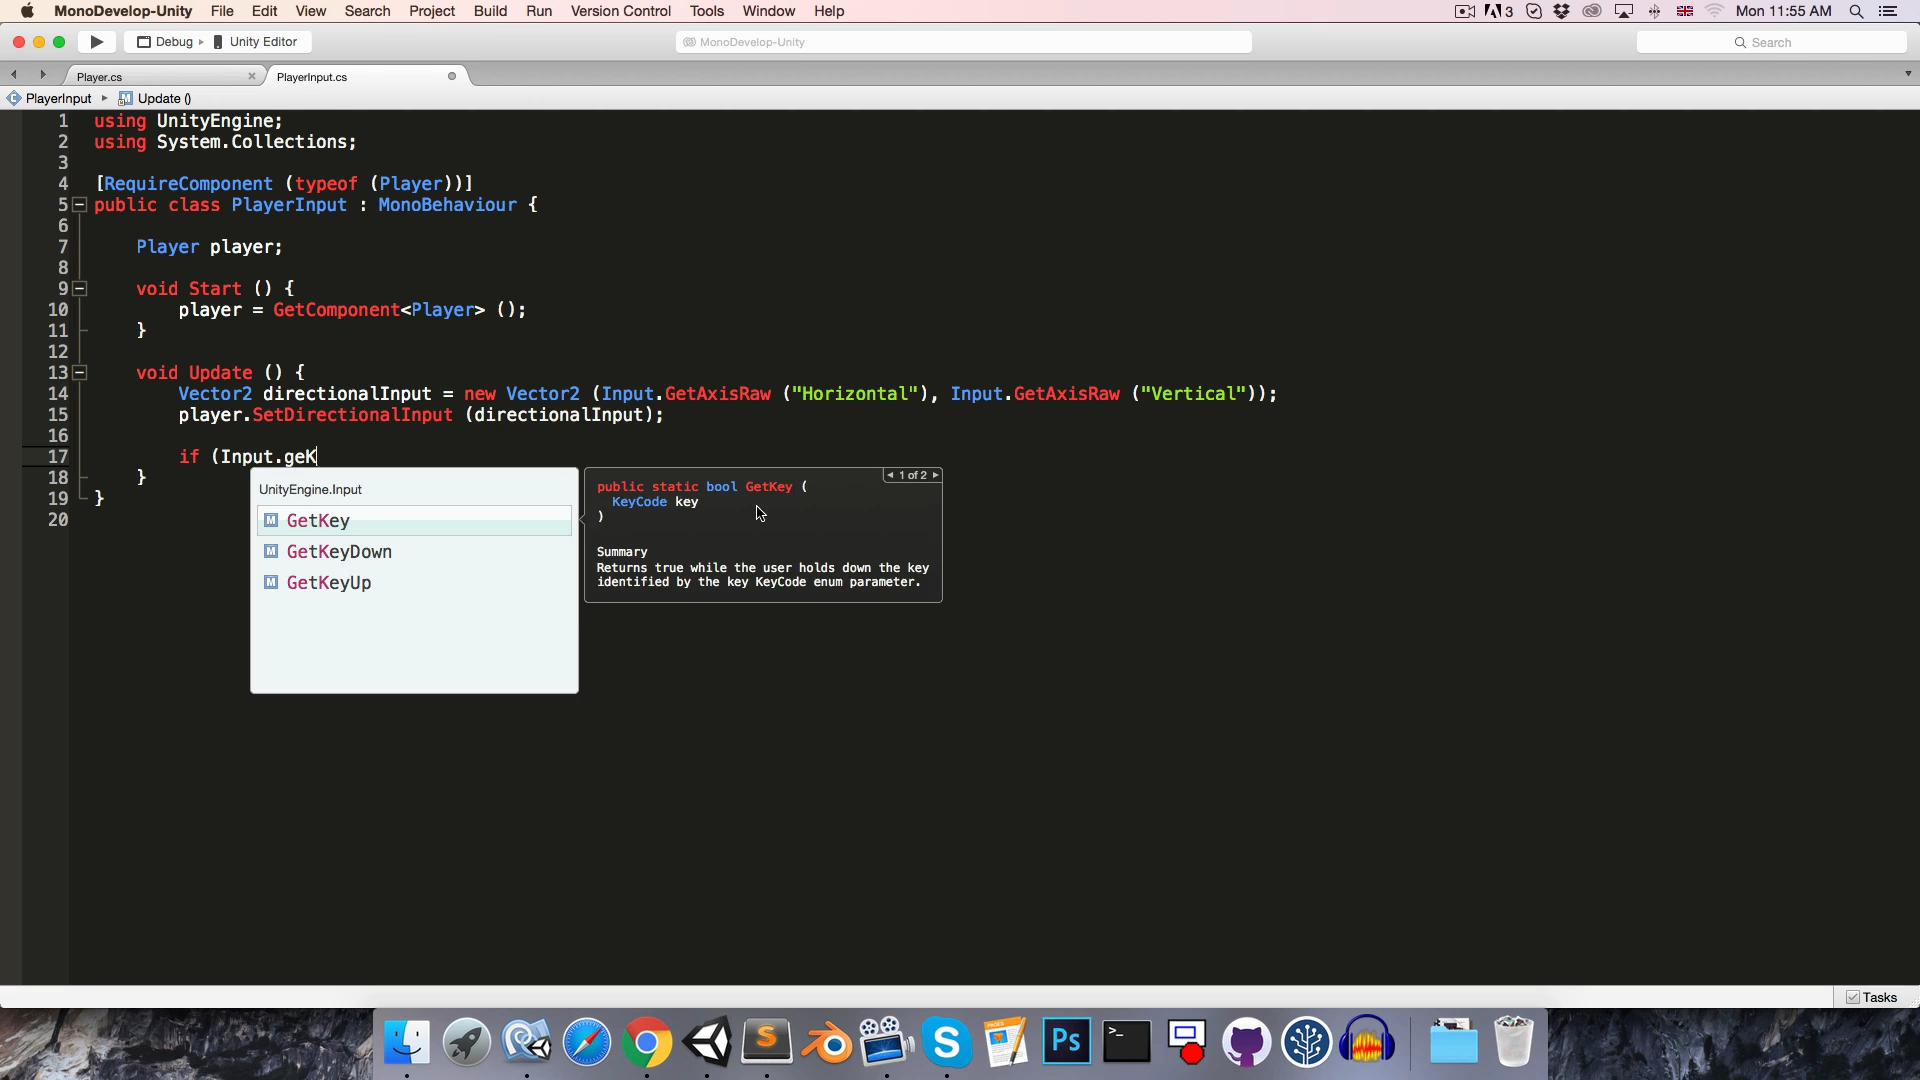 MonoDevelop-Unity File Edit View Search Project Build Run Version Control Tools Window Help 3 Mon 11:55 AM
Debug Unity Editor MonoDevelop-Unity Search
Player.cs PlayerInput.cs
PlayerInput Update ()
1 using UnityEngine;
2 using System.Collections;
3
4 [RequireComponent (typeof (Player))]
5 public class PlayerInput : MonoBehaviour {
6
7 Player player;
8
9 void Start () {
10 player = GetComponent<Player> ();
11 }
12
13 void Update () {
14 Vector2 directionalInput = new Vector2 (Input.GetAxisRaw ("Horizontal"), Input.GetAxisRaw ("Vertical"));
15 player.SetDirectionalInput (directionalInput);
16
17 if (Input.geK
18 }
19 }
20
UnityEngine.Input
GetKey
GetKeyDown
GetKeyUp
1 of 2
public static bool GetKey (
KeyCode key
)
Summary
Returns true while the user holds down the key
identified by the key KeyCode enum parameter.
Tasks
S
S
PAGES
Ps
>_